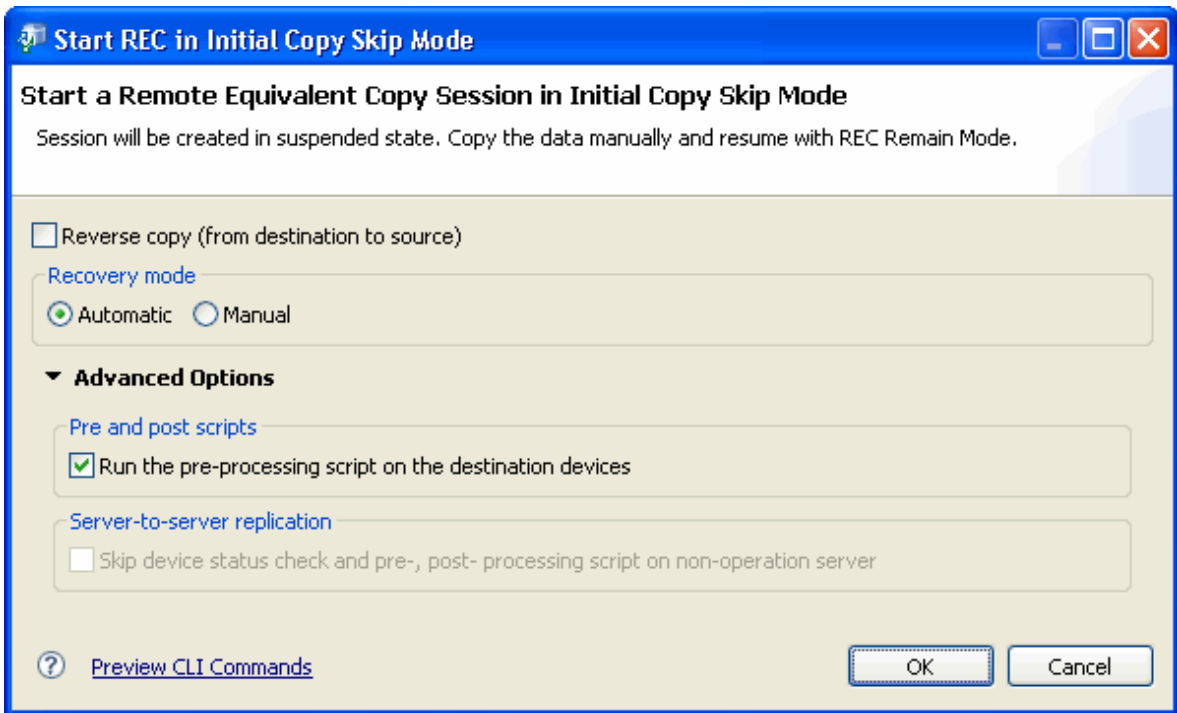 Start REC in Initial Copy Skip Mode
Start a Remote Equivalent Copy Session in Initial Copy Skip Mode
Session will be created in suspended state. Copy the data manually and resume with REC Remain Mode.
Reverse copy (from destination to source)
Recovery mode
Automatic Manual
Advanced Options
Pre and post scripts
Run the pre-processing script on the destination devices
Server-to-server replication
Skip device status check and pre-, post- processing script on non-operation server
? Preview CLI Commands OK Cancel